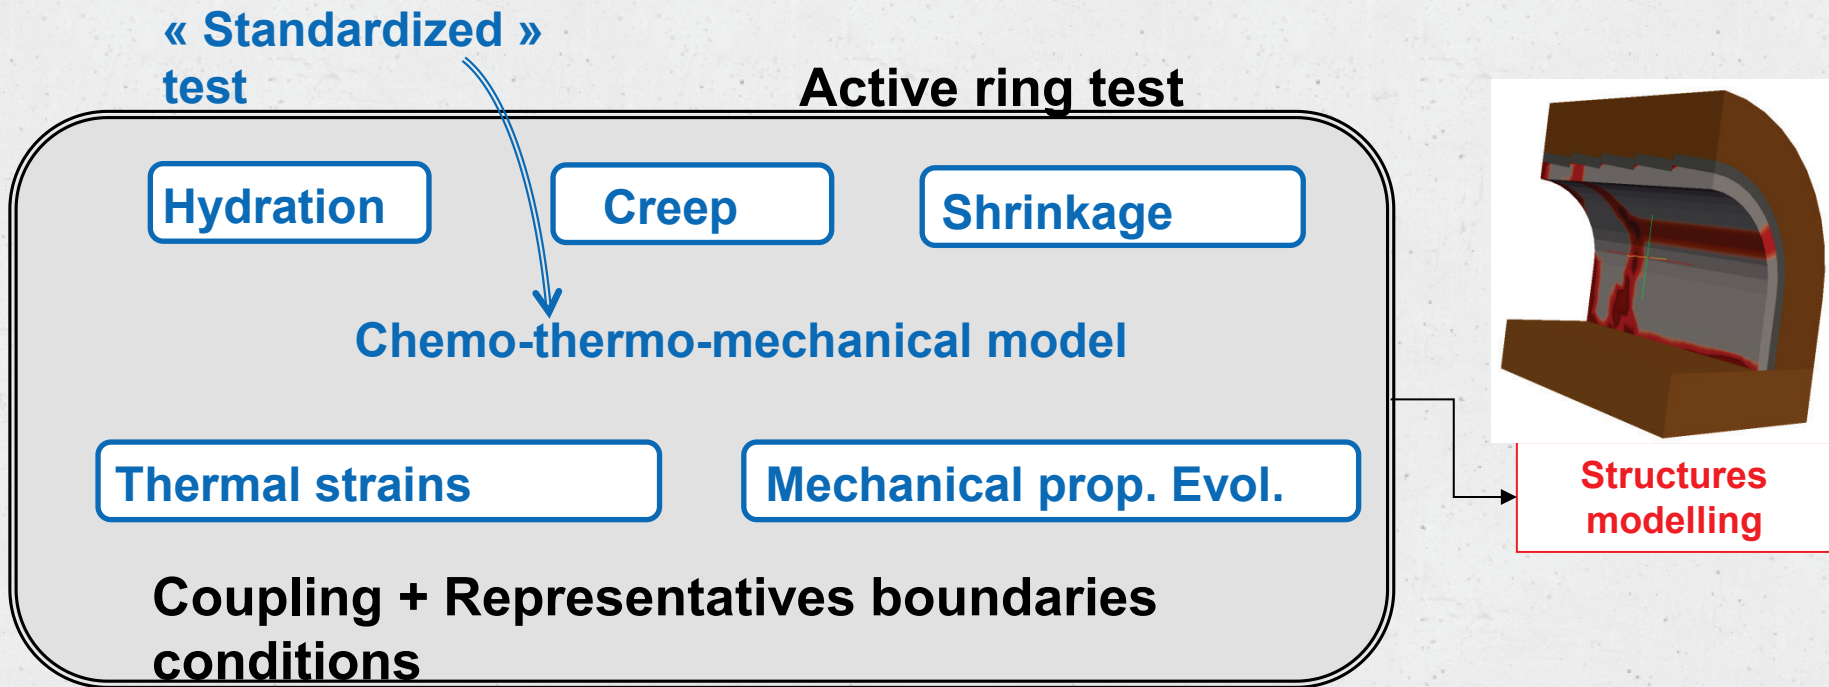 « Standardized »
test
Active ring test
Hydration
Creep
Shrinkage
Chemo-thermo-mechanical model
Thermal strains
Mechanical prop. Evol.
Structures
modelling
Coupling + Representatives boundaries
conditions